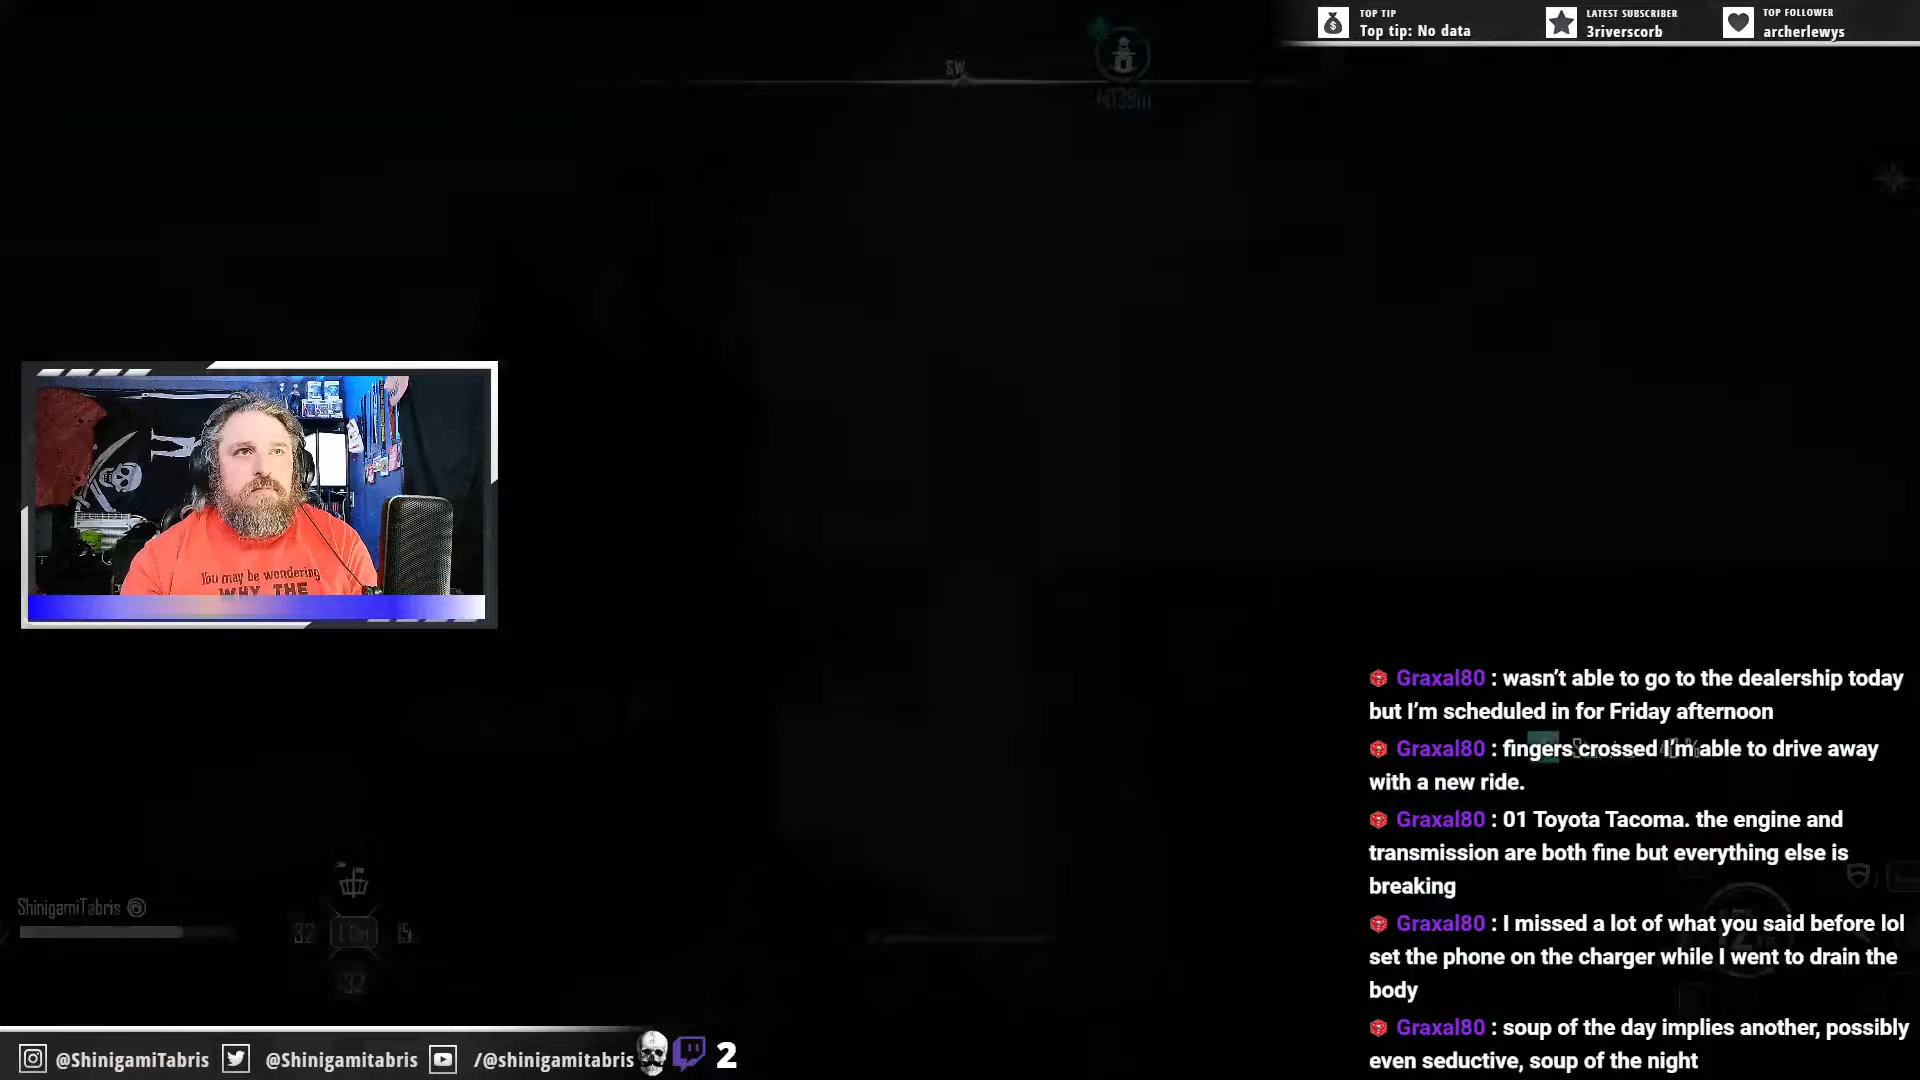 TOP TIP
Top tip: No data
LATEST SUBSCRIBER
3riverscorb
TOP FOLLOWER
archerlewys
SW
You may be wondering
WHY THE
Graxal80 : wasn't able to go to the dealership today
but I'm scheduled in for Friday afternoon
Graxal80 : fingers crossed I'm able to drive away
with a new ride.
Graxal80 : 01 Toyota Tacoma. the engine and
transmission are both fine but everything else is
breaking
Graxal80 : I missed a lot of what you said before lol
set the phone on the charger while I went to drain the
body
Graxal80 : soup of the day implies another, possibly
even seductive, soup of the night
ShinigamiTabris
32
@ShinigamiTabris
@Shinigamitabris
/@shinigamitabris
2